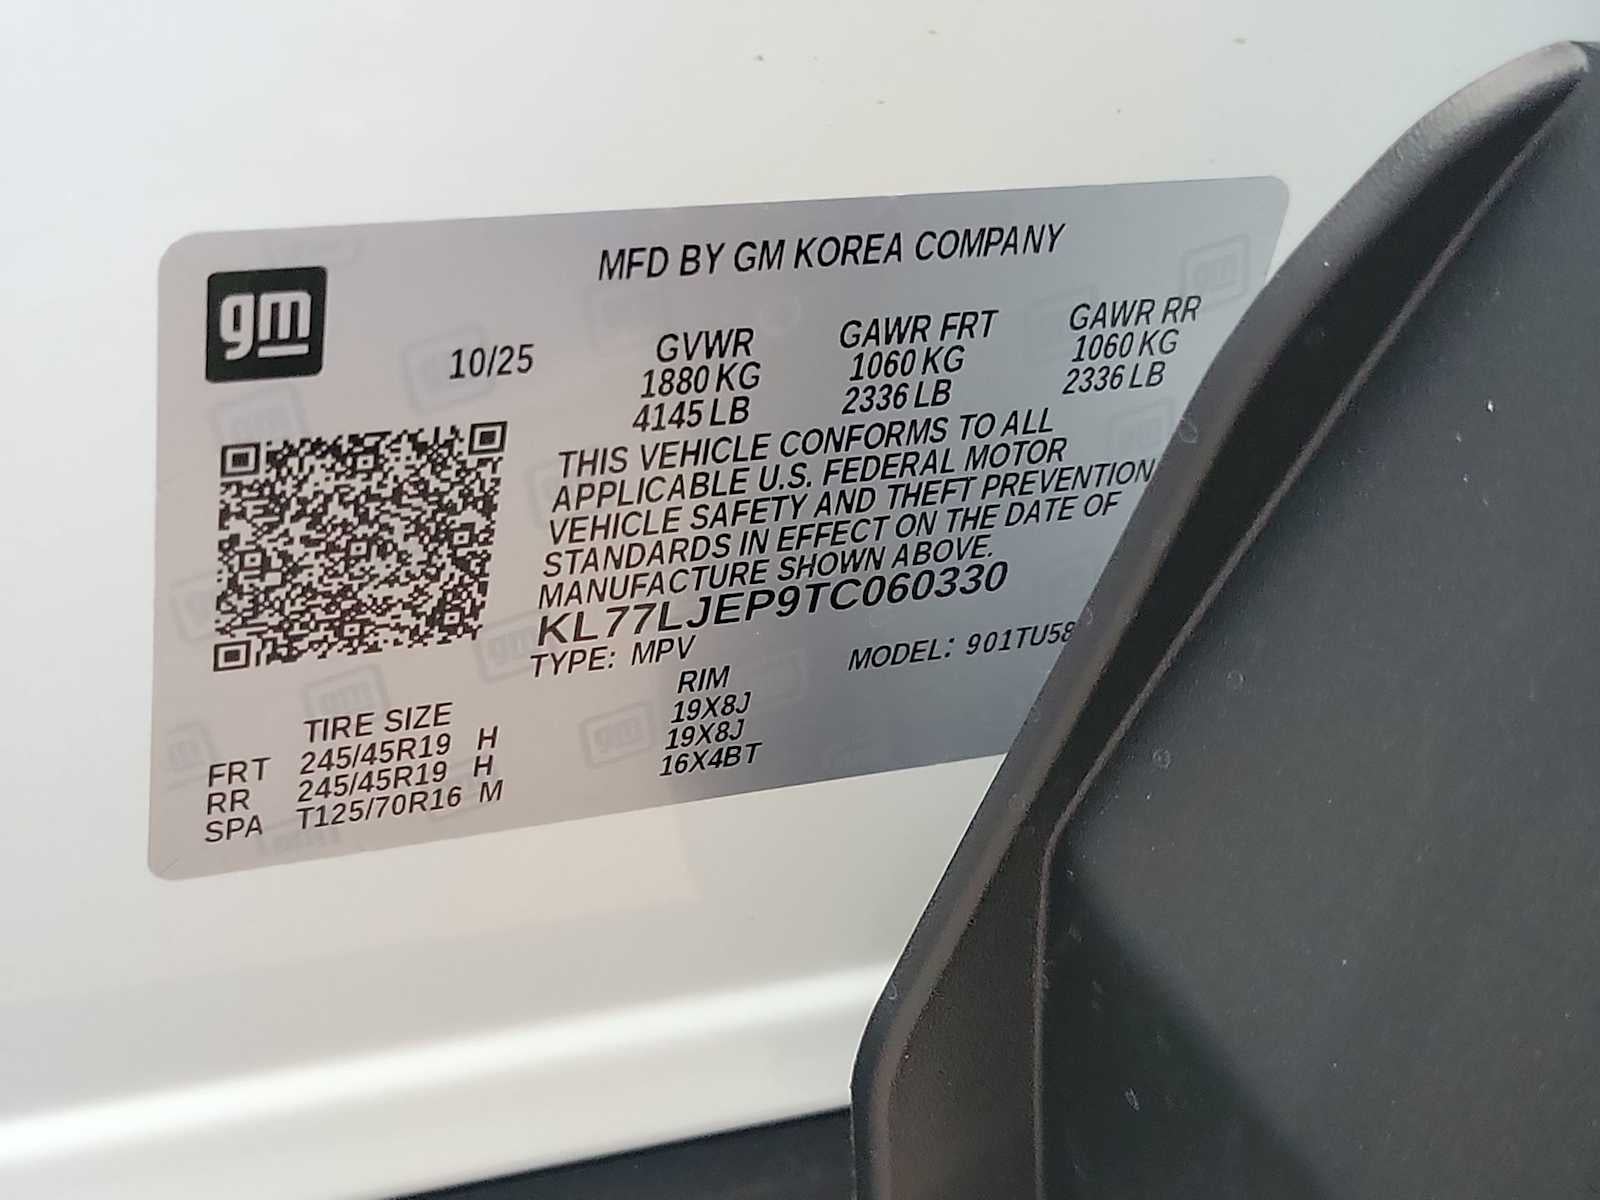 gm
MFD BY GM KOREA COMPANY
10/25
GVWR GAWR FRT GAWR RR
1880 KG 1060 KG 1060 KG
4145 LB 2336 LB 2336 LB
THIS VEHICLE CONFORMS TO ALL
APPLICABLE U.S. FEDERAL MOTOR
VEHICLE SAFETY AND THEFT PREVENTION
STANDARDS IN EFFECT ON THE DATE OF
MANUFACTURE SHOWN ABOVE.
KL77LJEP9TC060330
TYPE: MPV MODEL: 901TU58
TIRE SIZE RIM
FRT 245/45R19 H 19X8J
RR 245/45R19 H 19X8J
SPA T125/70R16 M 16X4BT